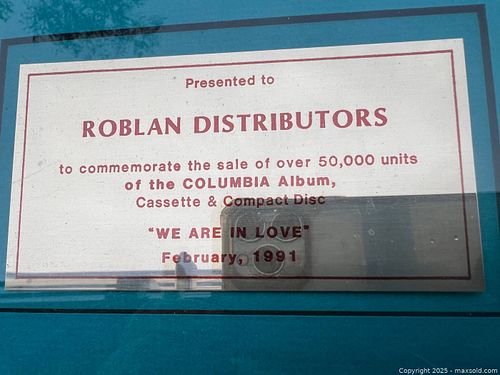 Presented to
ROBLAN DISTRIBUTORS
to commemorate the sale of over 50,000 units
of the COLUMBIA Album,
Cassette & Compact Disc
"WE ARE IN LOVE"
February, 1991
Copyright 2025 - maxsold.com